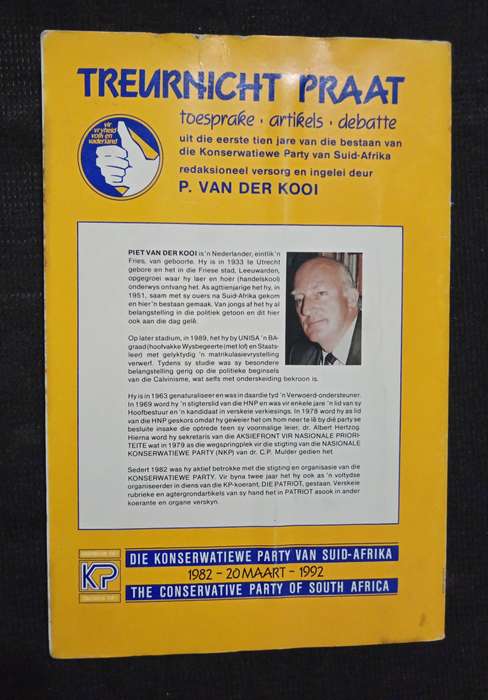 TREURNICHT PRAAT
toesprake • artikels • debatte
uit die eerste tien jare van die bestaan van
die Konserwatiewe Party van Suid-Afrika
redaksioneel versorg en ingelei deur
P. VAN DER KOOI
vir
vryheid
volk en
vaderland
PIET VAN DER KOOI is 'n Nederlander, eintlik 'n
Fries, van geboorte. Hy is in 1933 te Utrecht
gebore en het in die Friese stad, Leeuwarden,
opgegroei waar hy laer en hoër (handelskool)
onderwys ontvang het. As agttienjarige het hy, in
1951, saam met sy ouers na Suid-Afrika gekom
en hier 'n bestaan gemaak. Van jongs af het hy al
belangstelling in die politiek getoon en dit hier
ook aan die dag gelê.
Op later stadium, in 1989, het hy by UNISA 'n BA-
graad (hoofvakke Wysbegeerte (met lof) en Staats-
leer) met gelyktydig 'n matrikulasievrystelling
verwerf. Tydens sy studie was sy besondere
belangstelling gerig op die politieke beginsels
van die Calvinisme, wat selfs met onderskeiding bekroon is.
Hy is in 1963 genaturaliseer en was in daardie tyd 'n Verwoerd-ondersteuner.
In 1969 word hy 'n stigterslid van die HNP en was vir enkele jare 'n lid van sy
Hoofbestuur en 'n kandidaat in verskeie verkiesings. In 1978 word hy as lid
van die HNP geskors omdat hy geweier het om hom neer te lê by dié party se
besluite insake die optrede teen sy voormalige leier, dr. Albert Hertzog.
Hierna word hy sekretaris van die AKSIEFRONT VIR NASIONALE PRIORI-
TEITE wat in 1979 as die wegspringplek vir die stigting van die NASIONALE
KONSERWATIEWE PARTY (NKP) van dr. C.P. Mulder gedien het.
Sedert 1982 was hy aktief betrokke met die stigting en organisasie van die
KONSERWATIEWE PARTY. Vir byna twee jaar het hy ook as 'n voltydse
organiseerder in diens van die KP-koerant, DIE PATRIOT, gestaan. Verskeie
rubrieke en agtergrondartikels van sy hand het in PATRIOT asook in ander
koerante en organe verskyn.
KP
DIE KONSERWATIEWE PARTY VAN SUID-AFRIKA
1982 – 20 MAART – 1992
THE CONSERVATIVE PARTY OF SOUTH AFRICA